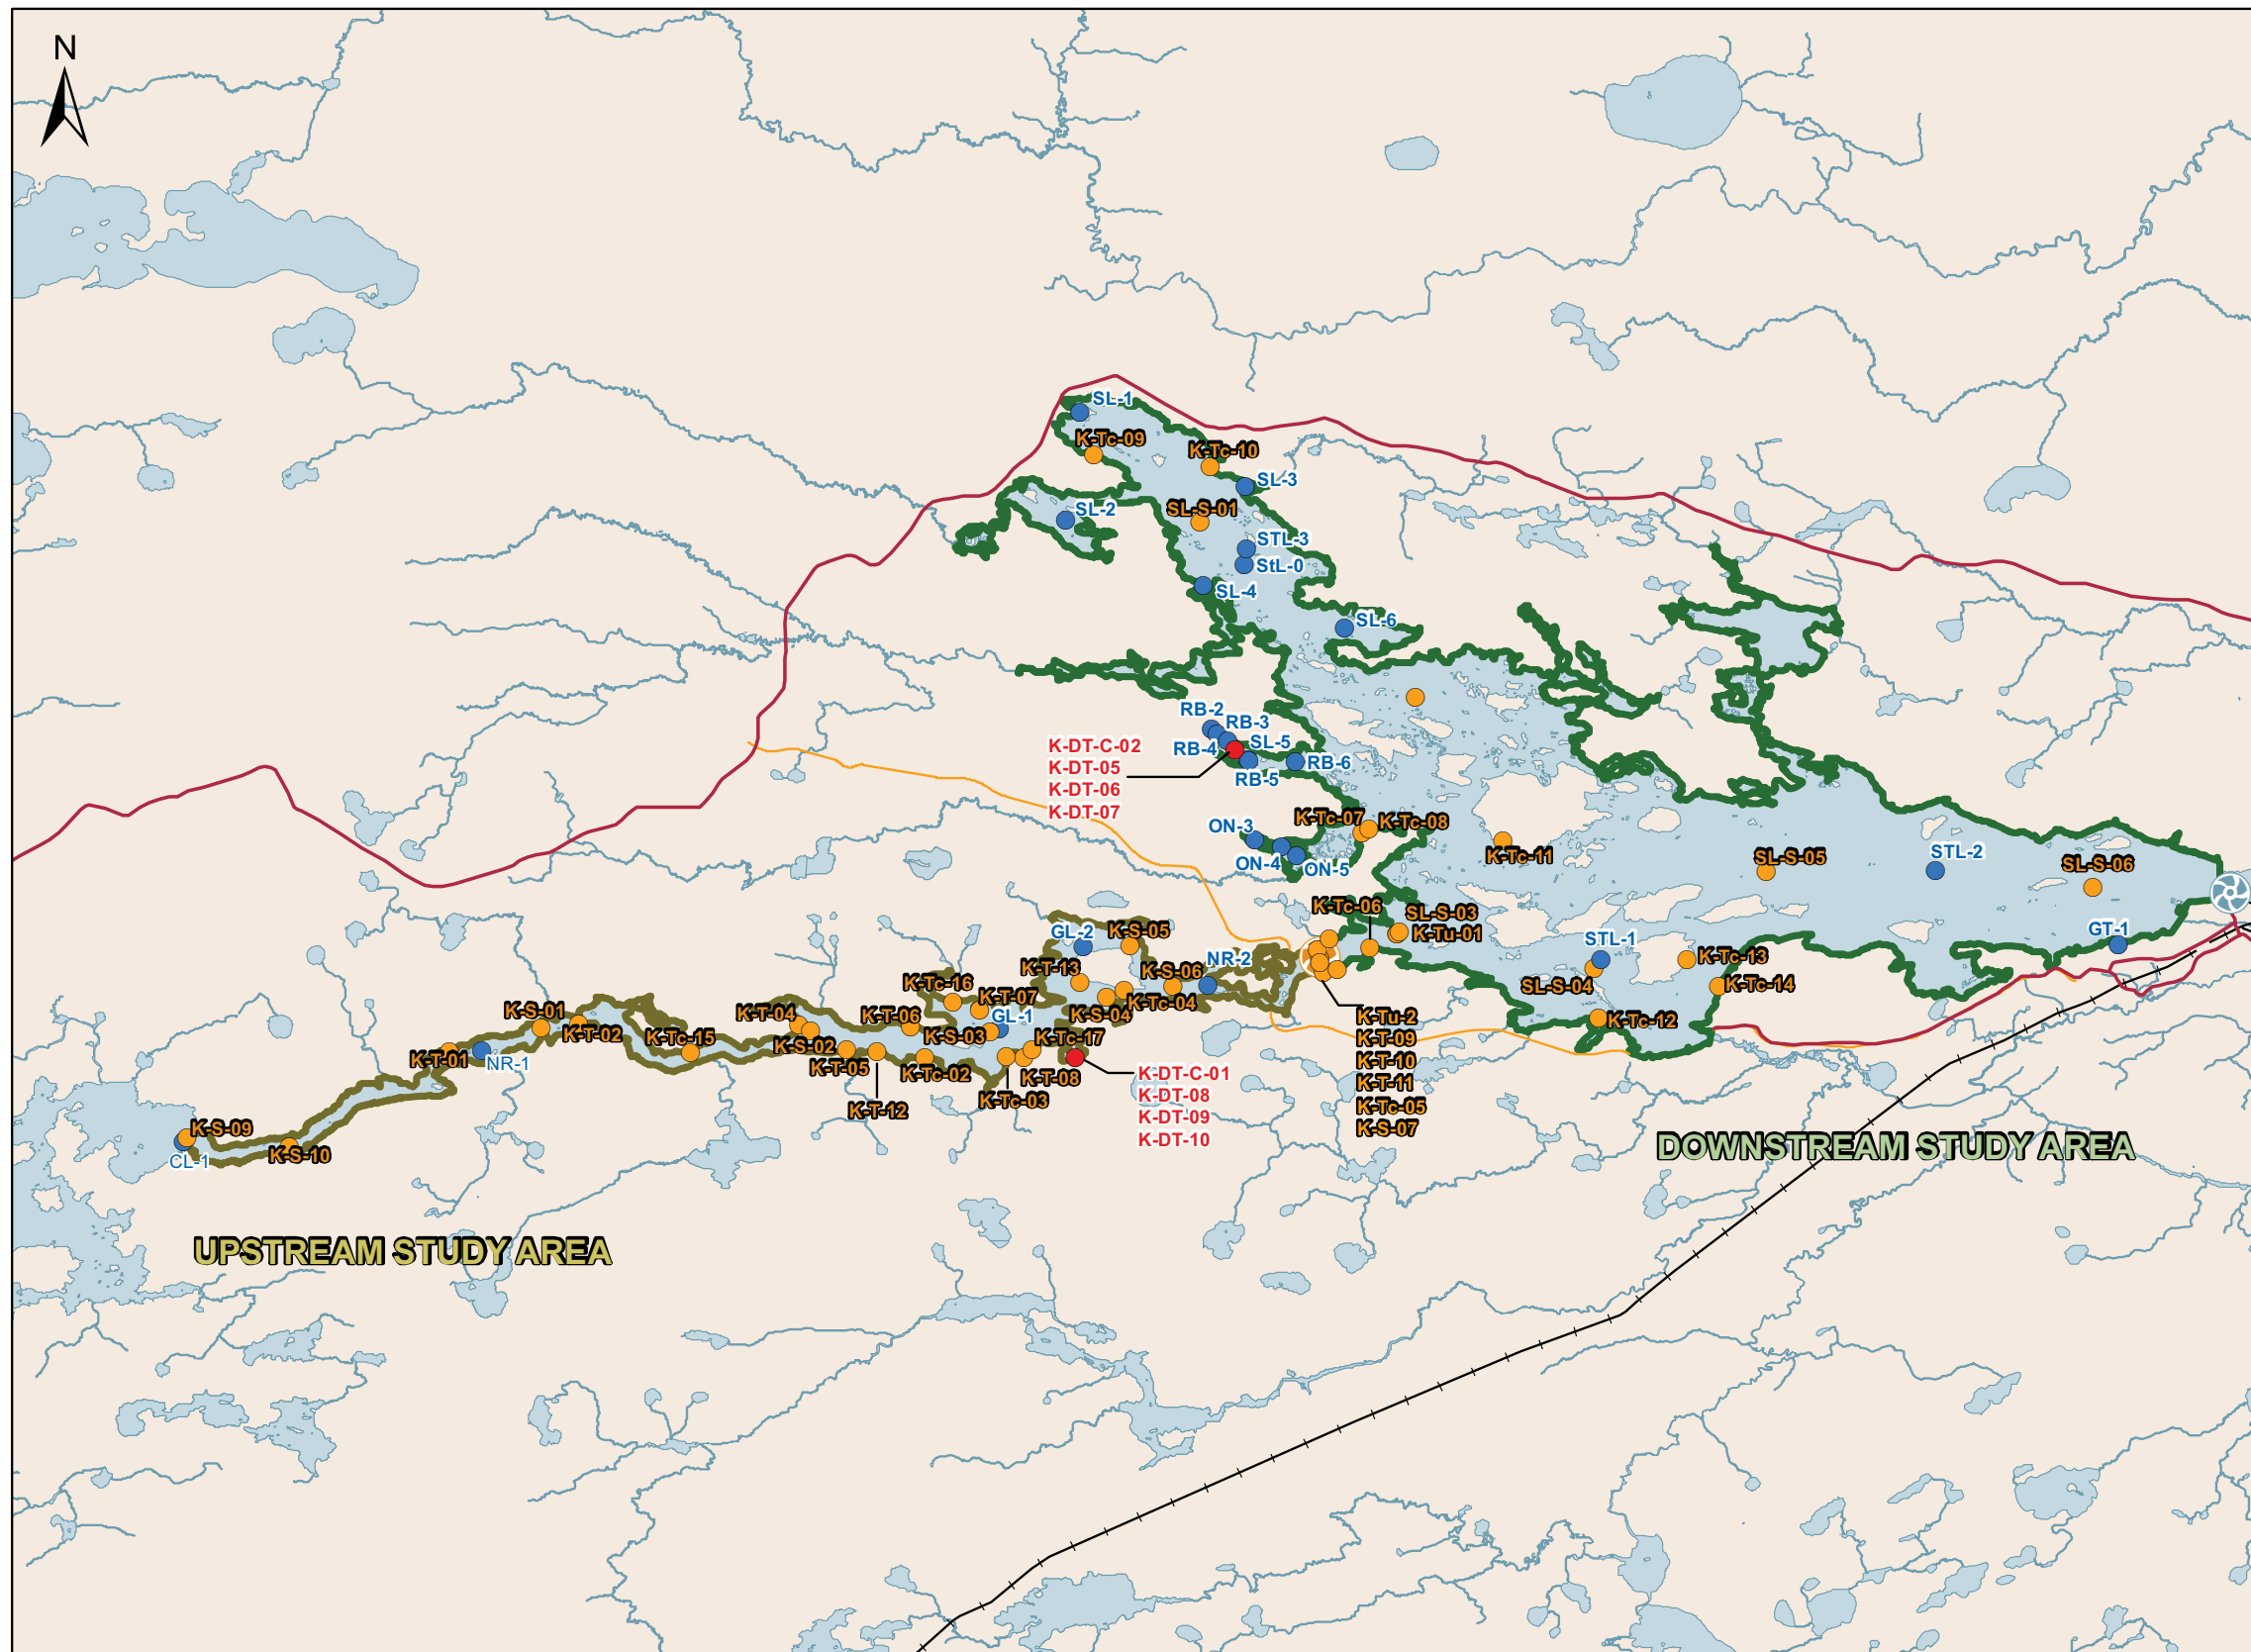 N
SL-1
K-Tc-09
K-Tc-10
SL-3
SL-2
SL-S-01
STL-3
StL-0
SL-4
SL-6
RB-2
RB-3
K-DT-C-02
RB-4
SL-5
K-DT-05
RB-6
K-DT-06
RB-5
K-DT-07
K-Tc-07
K-Tc-08
ON-3
ON-4
ON-5
K-Tc-11
SL-S-05
STL-2
SL-S-06
K-Tc-06
SL-S-03
K-Tu-01
GL-2
K-S-05
STL-1
GT-1
NR-2
K-Tc-13
K-T-13
K-S-06
K-Tc-16
SL-S-04
K-Tc-14
K-T-07
K-Tc-04
K-S-01
K-T-04
K-T-06
K-S-04
GL-1
K-Tu-2
K-Tc-12
K-T-02
K-Tc-15
K-S-02
K-S-03
K-Tc-17
K-T-09
K-T-01
NR-1
K-T-05
K-Tc-02
K-T-08
K-T-10
K-DT-C-01
K-T-11
K-DT-08
K-T-12
K-Tc-03
K-Tc-05
K-DT-09
K-S-07
K-S-09
K-DT-10
K-S-10
CL-1
DOWNSTREAM STUDY AREA
UPSTREAM STUDY AREA